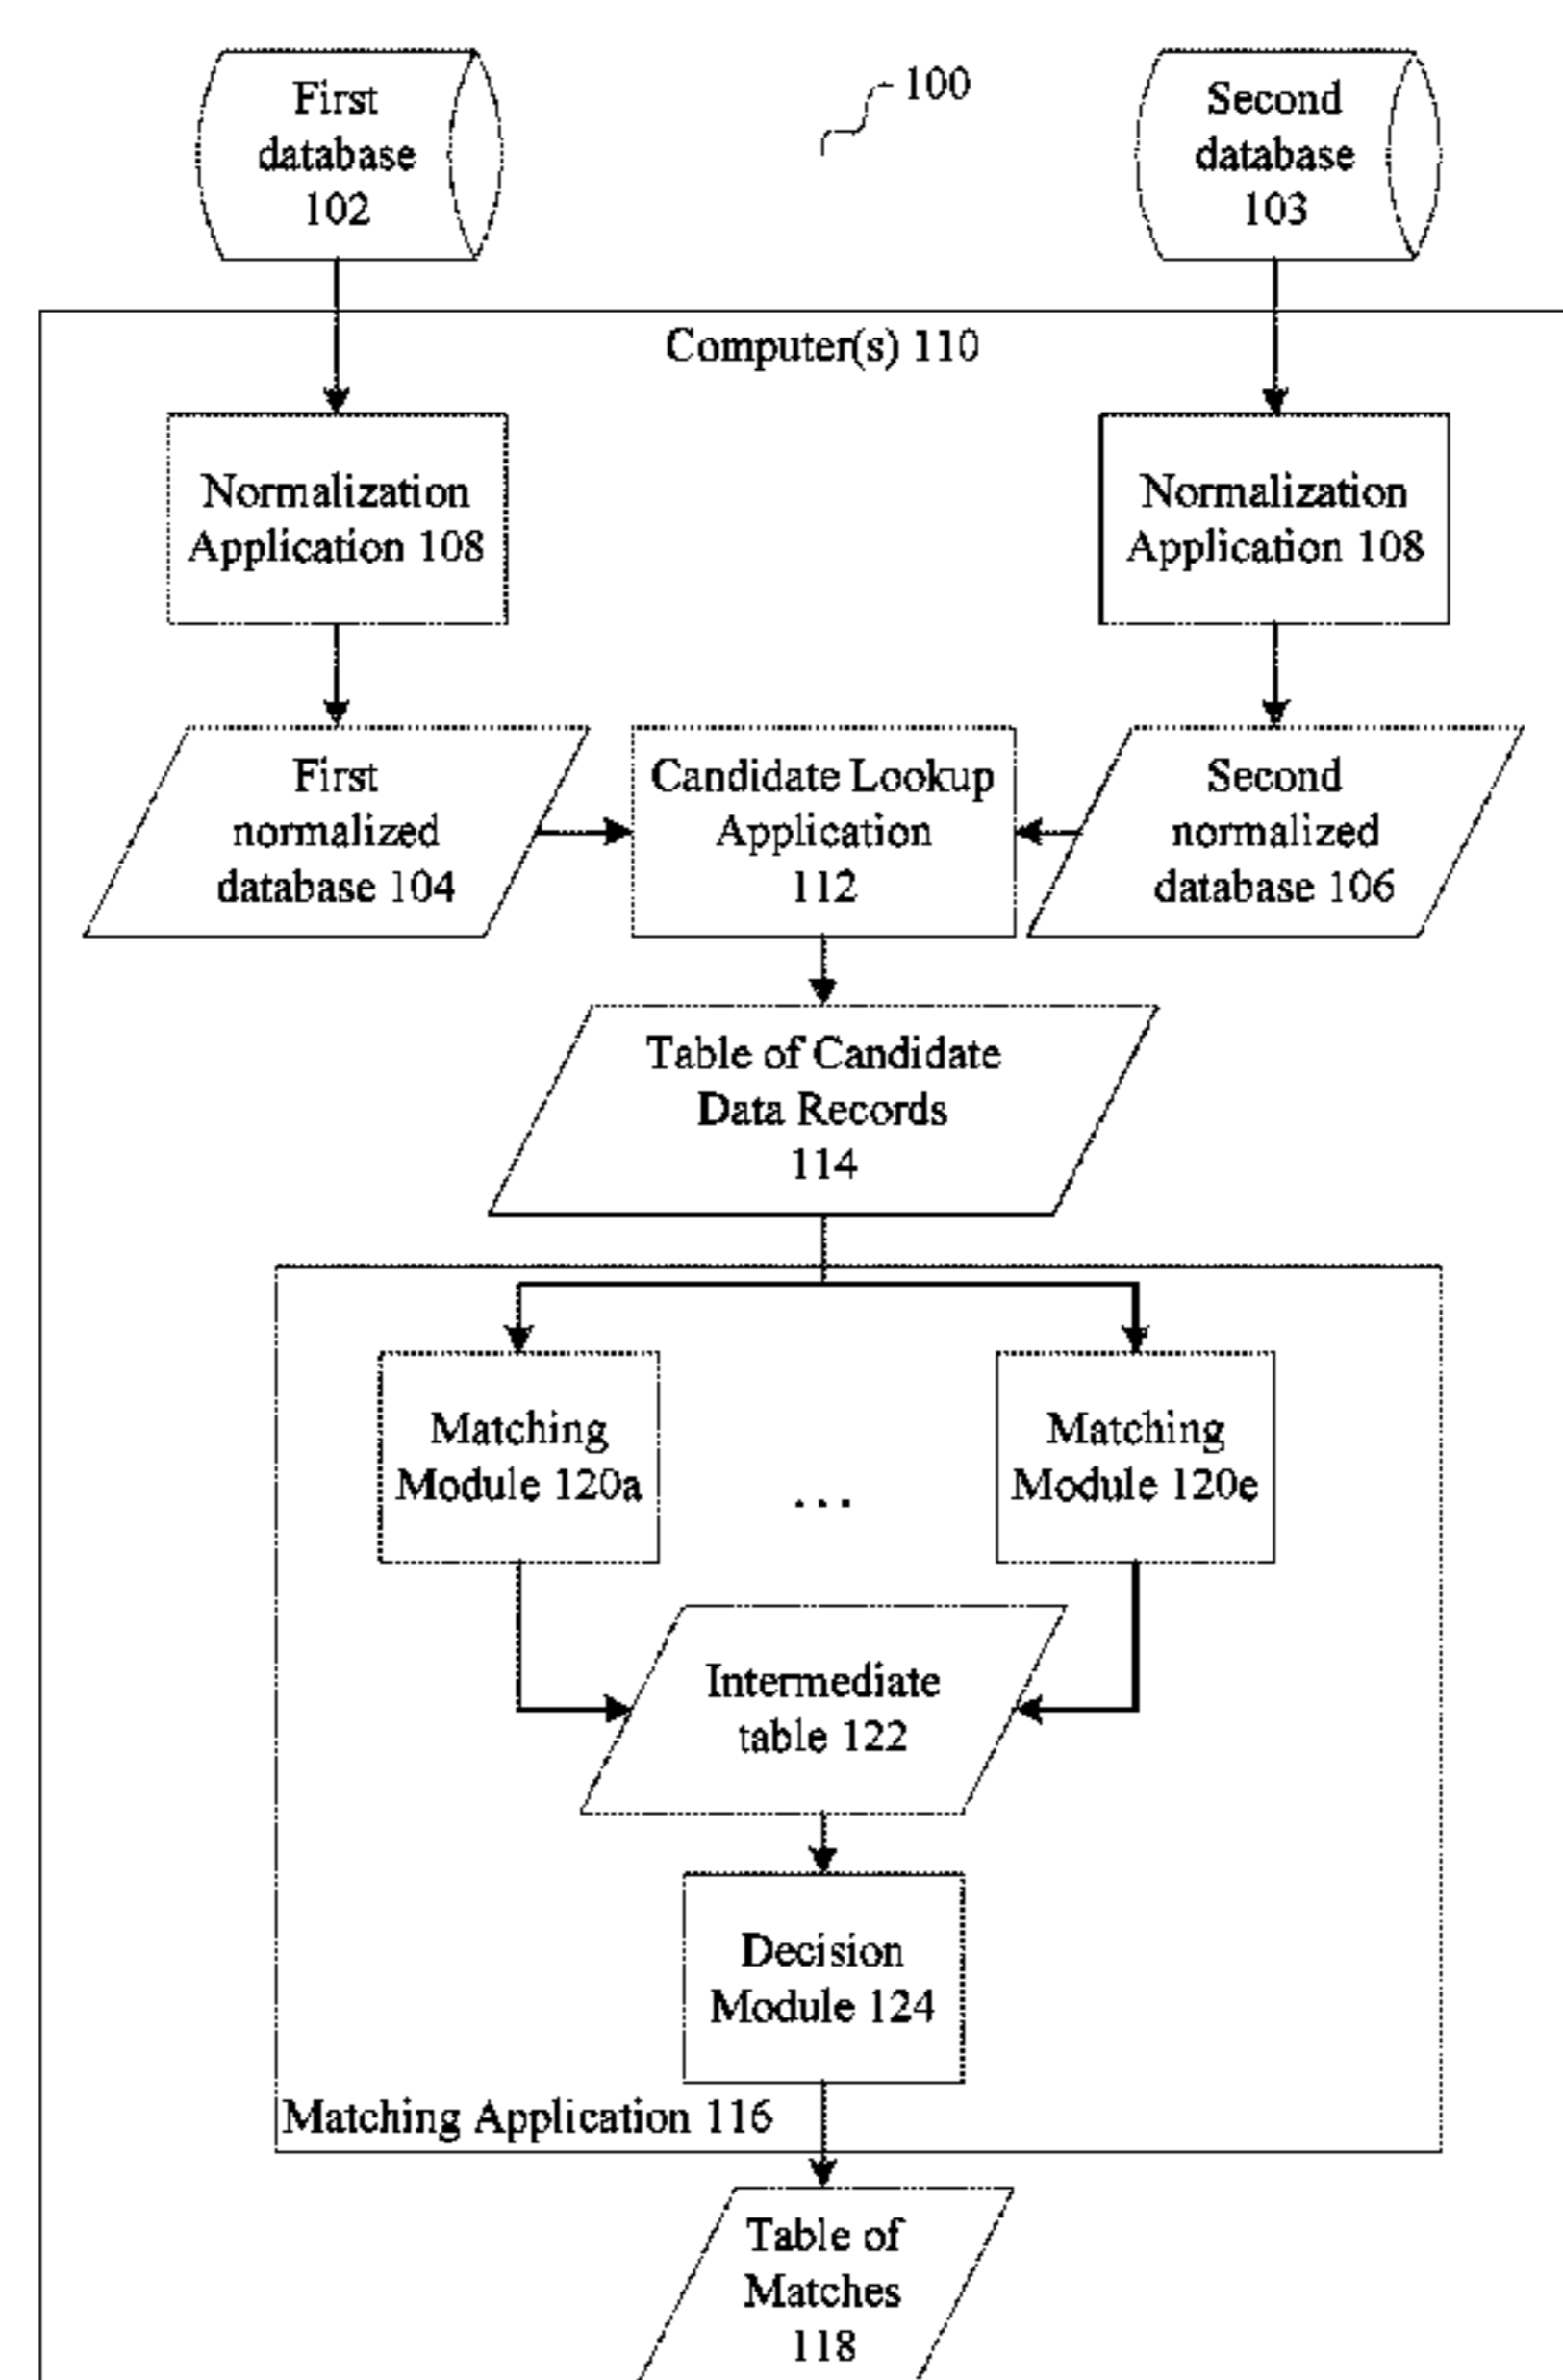 100
First
database
102
Second
database
103
Computer(s) 110
Normalization
Application 108
Normalization
Application 108
First
normalized
database 104
Candidate Lookup
Application
112
Second
normalized
database 106
Table of Candidate
Data Records
114
Matching
Module 120a
...
Matching
Module 120e
Intermediate
table 122
Decision
Module 124
Matching Application 116
Table of
Matches
118